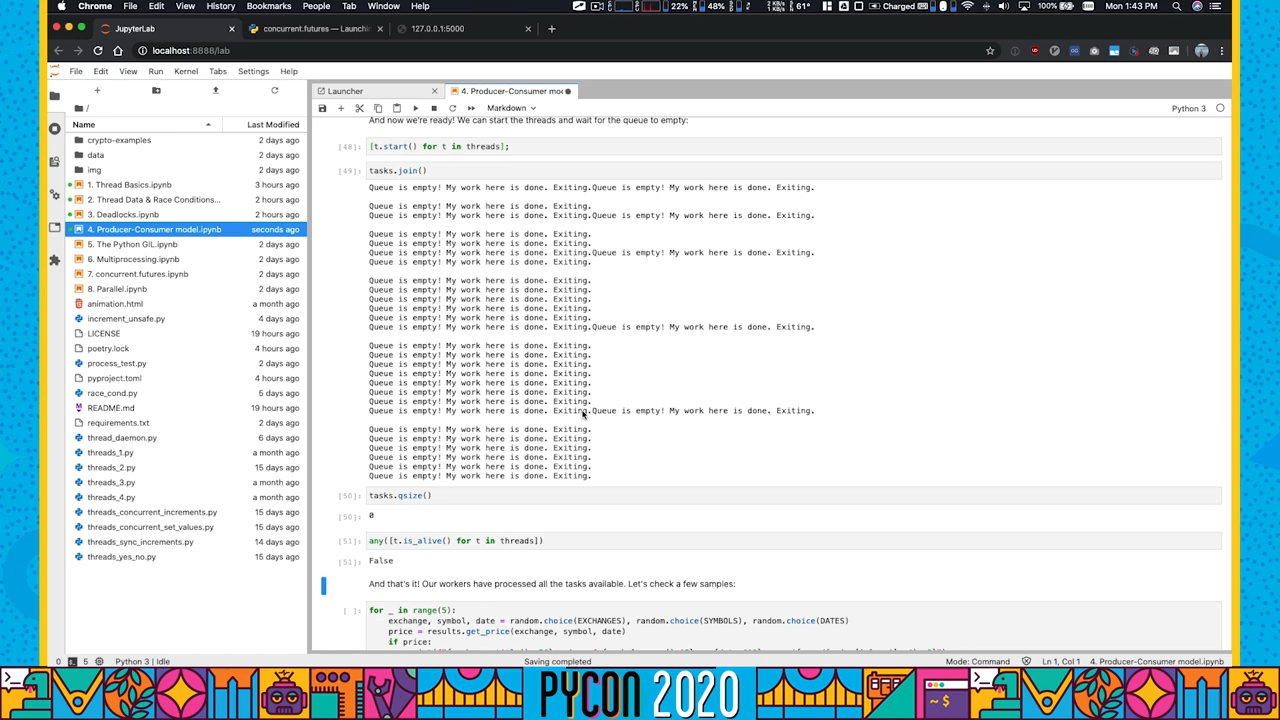 Chrome File Edit View History Bookmarks People Tab Window Help 22% 48% 61° Charged 100% Mon 1:43 PM
JupyterLab concurrent.futures — Launchin 127.0.0.1:5000
localhost:8888/lab
File Edit View Run Kernel Tabs Settings Help
Launcher 4. Producer-Consumer mod
/
Markdown Python 3
Name Last Modified
crypto-examples 2 days ago
data 2 days ago
img 2 days ago
1. Thread Basics.ipynb 3 hours ago
2. Thread Data & Race Conditions... 2 hours ago
3. Deadlocks.ipynb 2 hours ago
4. Producer-Consumer model.ipynb seconds ago
5. The Python GIL.ipynb 2 days ago
6. Multiprocessing.ipynb 2 days ago
7. concurrent.futures.ipynb 2 days ago
8. Parallel.ipynb 2 days ago
animation.html a month ago
increment_unsafe.py 4 days ago
LICENSE 19 hours ago
poetry.lock 4 hours ago
process_test.py 2 days ago
pyproject.toml 4 hours ago
race_cond.py 5 days ago
README.md 19 hours ago
requirements.txt 2 days ago
thread_daemon.py 6 days ago
threads_1.py a month ago
threads_2.py 15 days ago
threads_3.py a month ago
threads_4.py a month ago
threads_concurrent_increments.py 15 days ago
threads_concurrent_set_values.py 15 days ago
threads_sync_increments.py 14 days ago
threads_yes_no.py 15 days ago
And now we're ready! We can start the threads and wait for the queue to empty:
[48]: [t.start() for t in threads];
[49]: tasks.join()
Queue is empty! My work here is done. Exiting.Queue is empty! My work here is done. Exiting.
Queue is empty! My work here is done. Exiting.
Queue is empty! My work here is done. Exiting.Queue is empty! My work here is done. Exiting.
Queue is empty! My work here is done. Exiting.
Queue is empty! My work here is done. Exiting.
Queue is empty! My work here is done. Exiting.Queue is empty! My work here is done. Exiting.
Queue is empty! My work here is done. Exiting.
Queue is empty! My work here is done. Exiting.
Queue is empty! My work here is done. Exiting.
Queue is empty! My work here is done. Exiting.
Queue is empty! My work here is done. Exiting.
Queue is empty! My work here is done. Exiting.
Queue is empty! My work here is done. Exiting.Queue is empty! My work here is done. Exiting.
Queue is empty! My work here is done. Exiting.
Queue is empty! My work here is done. Exiting.
Queue is empty! My work here is done. Exiting.
Queue is empty! My work here is done. Exiting.
Queue is empty! My work here is done. Exiting.
Queue is empty! My work here is done. Exiting.
Queue is empty! My work here is done. Exiting.
Queue is empty! My work here is done. Exiting.Queue is empty! My work here is done. Exiting.
Queue is empty! My work here is done. Exiting.
Queue is empty! My work here is done. Exiting.
Queue is empty! My work here is done. Exiting.
Queue is empty! My work here is done. Exiting.
Queue is empty! My work here is done. Exiting.
Queue is empty! My work here is done. Exiting.
[50]: tasks.qsize()
[50]: 0
[51]: any([t.is_alive() for t in threads])
[51]: False
And that's it! Our workers have processed all the tasks available. Let's check a few samples:
[ ]: for _ in range(5):
exchange, symbol, date = random.choice(EXCHANGES), random.choice(SYMBOLS), random.choice(DATES)
price = results.get_price(exchange, symbol, date)
if price:
0 5 Python 3 | Idle Saving completed Mode: Command Ln 1, Col 1 4. Producer-Consumer model.ipynb
PYCON 2020
~$